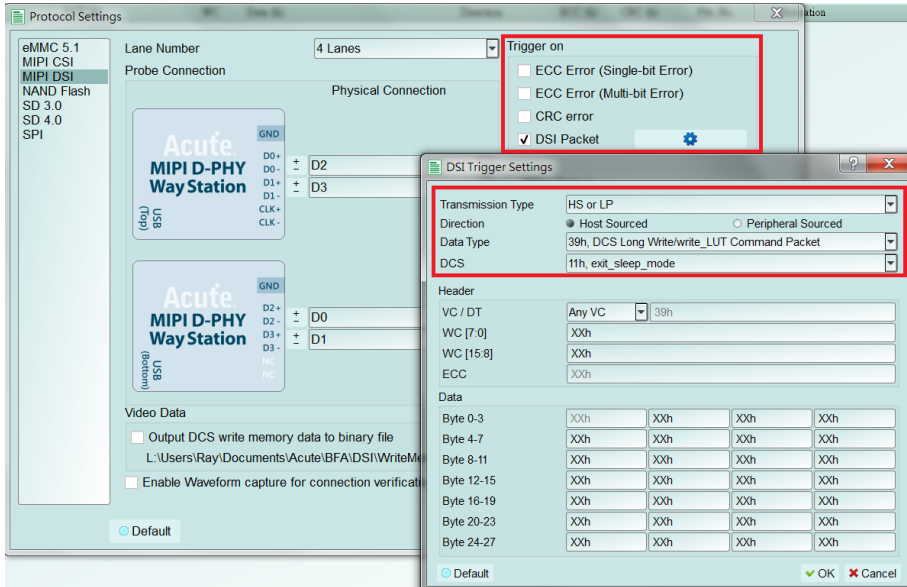 Protocol Settings
eMMC 5.1
MIPI CSI
MIPI DSI
NAND Flash
SD 3.0
SD 4.0
SPI
Lane Number
4 Lanes
Probe Connection
Physical Connection
Acute
MIPI D-PHY
Way Station
USB
(Top)
GND
D0+
D0 -
D1+
D1 -
CLK+
CLK -
± D2
± D3
Acute
MIPI D-PHY
Way Station
USB
(Bottom)
GND
D2+
D2 -
D3+
D3 -
NC
NC
± D0
± D1
Video Data
Output DCS write memory data to binary file
L:\Users\Ray\Documents\Acute\BFA\DSI\WriteMe
Enable Waveform capture for connection verificat
Default
Trigger on
ECC Error (Single-bit Error)
ECC Error (Multi-bit Error)
CRC error
DSI Packet
DSI Trigger Settings
Transmission Type HS or LP
Direction Host Sourced Peripheral Sourced
Data Type 39h, DCS Long Write/write_LUT Command Packet
DCS 11h, exit_sleep_mode
Header
VC / DT Any VC 39h
WC [7:0] XXh
WC [15:8] XXh
ECC XXh
Data
Byte 0-3 XXh XXh XXh XXh
Byte 4-7 XXh XXh XXh XXh
Byte 8-11 XXh XXh XXh XXh
Byte 12-15 XXh XXh XXh XXh
Byte 16-19 XXh XXh XXh XXh
Byte 20-23 XXh XXh XXh XXh
Byte 24-27 XXh XXh XXh XXh
Default OK Cancel